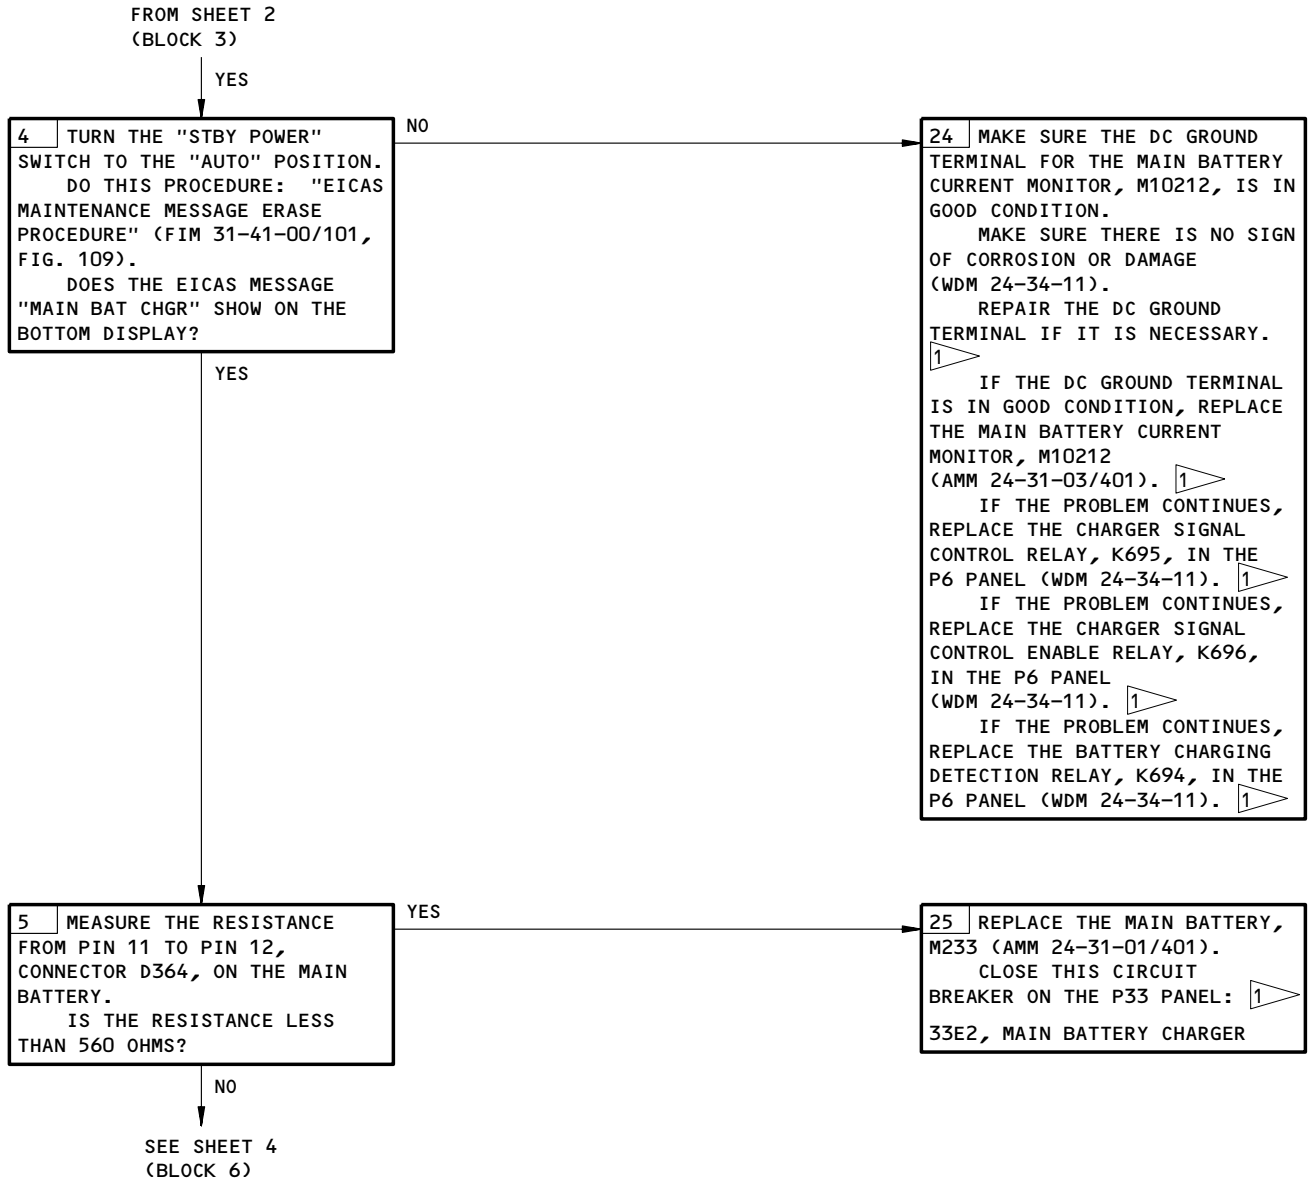 FROM SHEET 2
(BLOCK 3)
YES
4 TURN THE "STBY POWER"
SWITCH TO THE "AUTO" POSITION.
DO THIS PROCEDURE: "EICAS
MAINTENANCE MESSAGE ERASE
PROCEDURE" (FIM 31-41-00/101,
FIG. 109).
DOES THE EICAS MESSAGE
"MAIN BAT CHGR" SHOW ON THE
BOTTOM DISPLAY?
NO
24 MAKE SURE THE DC GROUND
TERMINAL FOR THE MAIN BATTERY
CURRENT MONITOR, M10212, IS IN
GOOD CONDITION.
MAKE SURE THERE IS NO SIGN
OF CORROSION OR DAMAGE
(WDM 24-34-11).
REPAIR THE DC GROUND
TERMINAL IF IT IS NECESSARY.
1
IF THE DC GROUND TERMINAL
IS IN GOOD CONDITION, REPLACE
THE MAIN BATTERY CURRENT
MONITOR, M10212
(AMM 24-31-03/401). 1
IF THE PROBLEM CONTINUES,
REPLACE THE CHARGER SIGNAL
CONTROL RELAY, K695, IN THE
P6 PANEL (WDM 24-34-11). 1
IF THE PROBLEM CONTINUES,
REPLACE THE CHARGER SIGNAL
CONTROL ENABLE RELAY, K696,
IN THE P6 PANEL
(WDM 24-34-11). 1
IF THE PROBLEM CONTINUES,
REPLACE THE BATTERY CHARGING
DETECTION RELAY, K694, IN THE
P6 PANEL (WDM 24-34-11). 1
YES
5 MEASURE THE RESISTANCE
FROM PIN 11 TO PIN 12,
CONNECTOR D364, ON THE MAIN
BATTERY.
IS THE RESISTANCE LESS
THAN 560 OHMS?
YES
25 REPLACE THE MAIN BATTERY,
M233 (AMM 24-31-01/401).
CLOSE THIS CIRCUIT
BREAKER ON THE P33 PANEL: 1
33E2, MAIN BATTERY CHARGER
NO
SEE SHEET 4
(BLOCK 6)